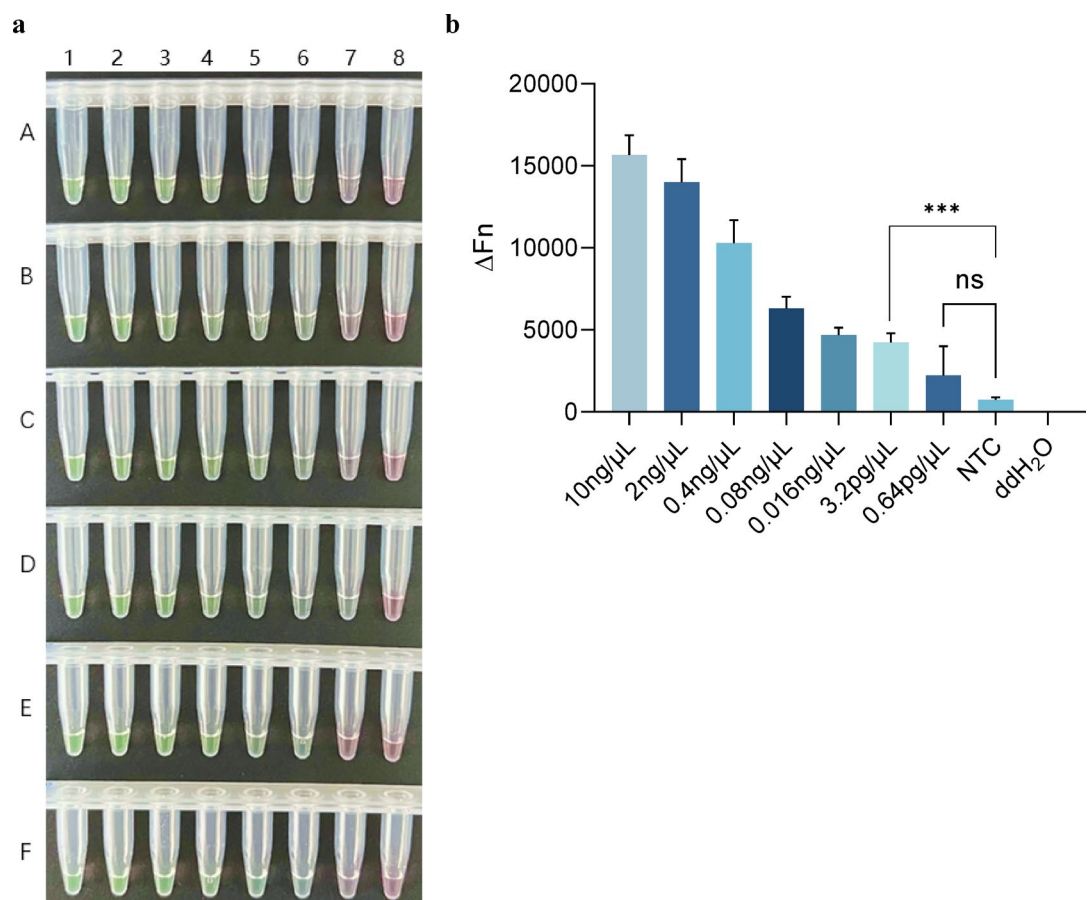 a
1 2 3 4 5 6 7 8
A
B
C
D
E
F
b
20000
15000
10000
5000
0
ΔFn
***
ns
10ng/μL
2ng/μL
0.4ng/μL
0.08ng/μL
0.016ng/μL
3.2pg/μL
0.64pg/μL
NTC
ddH₂O